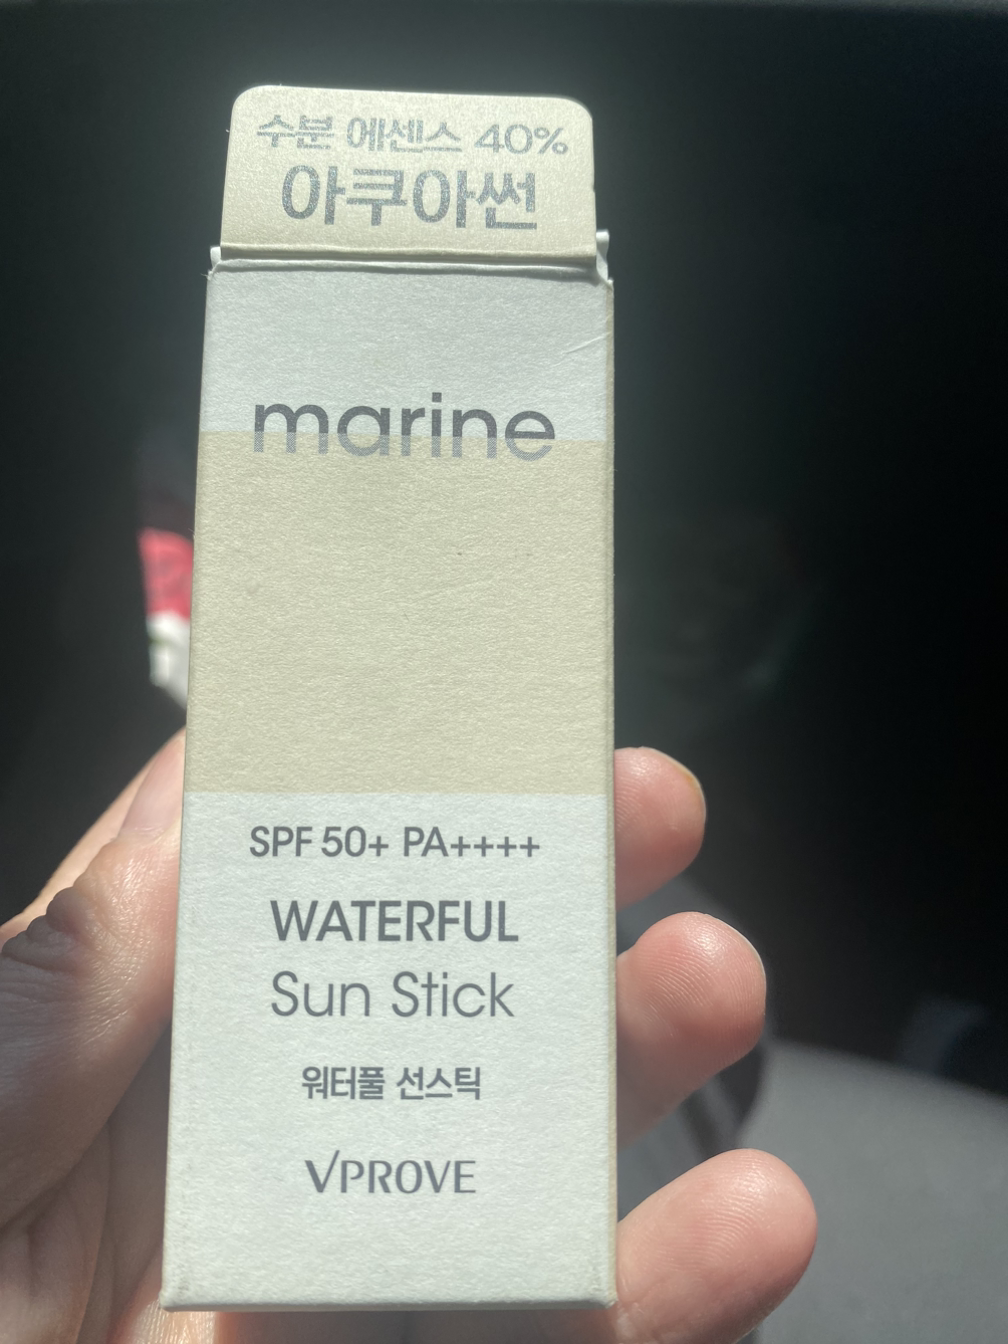 수분 에센스 40%
아쿠아썬
marine
SPF 50+ PA++++
WATERFUL
Sun Stick
워터풀 선스틱
VPROVE